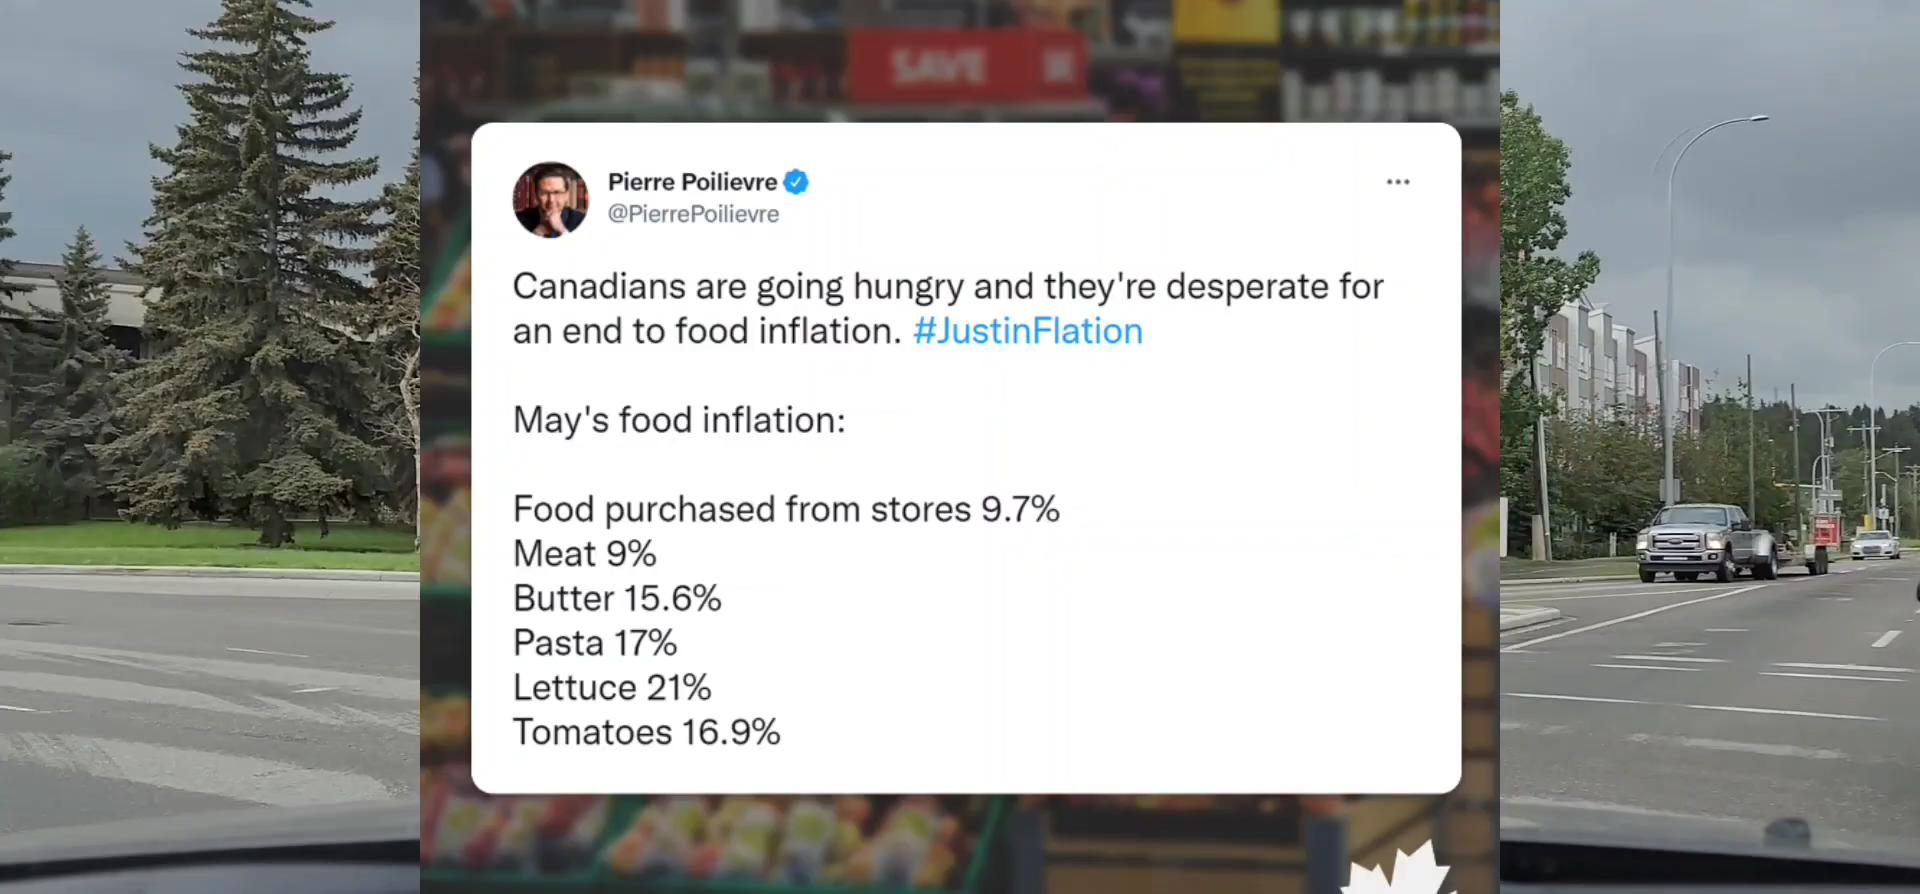 SAVE
Pierre Poilievre
@PierrePoilievre
Canadians are going hungry and they're desperate for
an end to food inflation. #JustinFlation
May's food inflation:
Food purchased from stores 9.7%
Meat 9%
Butter 15.6%
Pasta 17%
Lettuce 21%
Tomatoes 16.9%